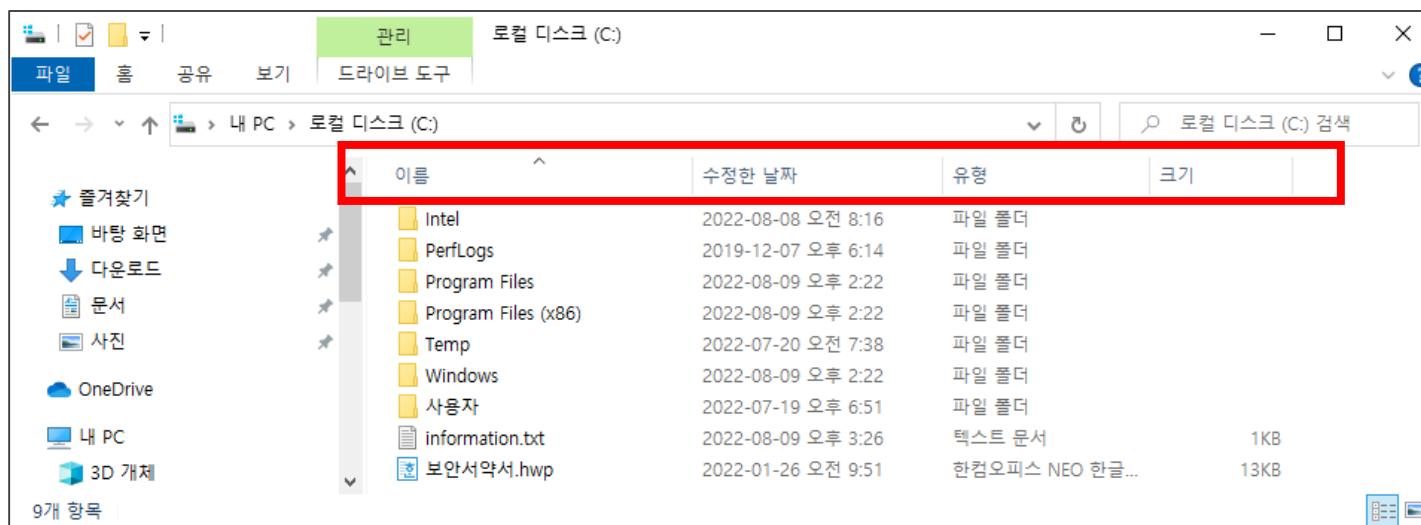 관리 로컬 디스크 (C:)
파일 홈 공유 보기 드라이브 도구
내 PC 로컬 디스크 (C:) 로컬 디스크 (C:) 검색
이름 수정한 날짜 유형 크기
즐겨찾기
바탕 화면
다운로드
문서
사진
OneDrive
내 PC
3D 개체
Intel 2022-08-08 오전 8:16 파일 폴더
PerfLogs 2019-12-07 오후 6:14 파일 폴더
Program Files 2022-08-09 오후 2:22 파일 폴더
Program Files (x86) 2022-08-09 오후 2:22 파일 폴더
Temp 2022-07-20 오전 7:38 파일 폴더
Windows 2022-08-09 오후 2:22 파일 폴더
사용자 2022-07-19 오후 6:51 파일 폴더
information.txt 2022-08-09 오후 3:26 텍스트 문서 1KB
보안서약서.hwp 2022-01-26 오전 9:51 한컴오피스 NEO 한글... 13KB
9개 항목